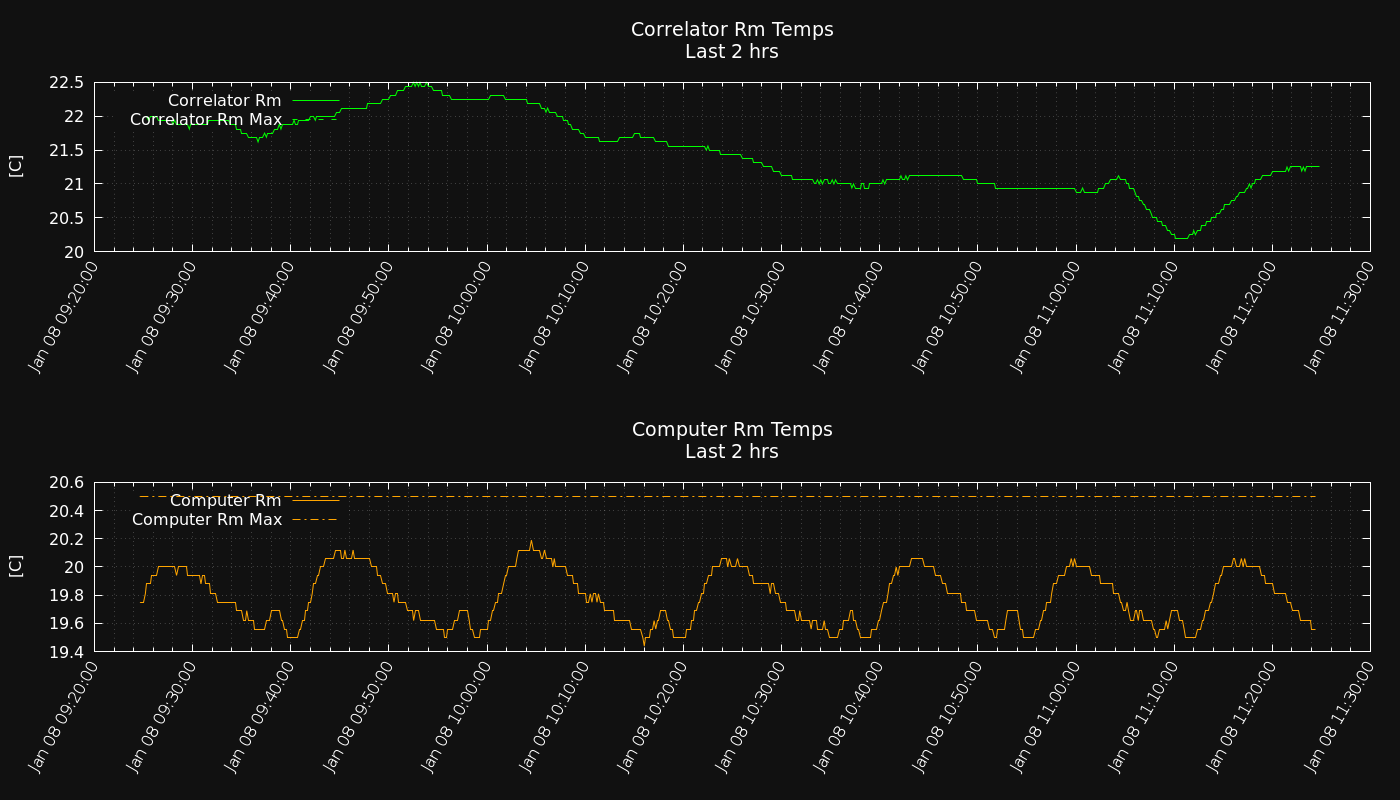 Correlator Rm Temps
Last 2 hrs
22.5
22
21.5
21
20.5
20
[C]
Correlator Rm
Correlator Rm Max
Jan 08 09:20:00
Jan 08 09:30:00
Jan 08 09:40:00
Jan 08 09:50:00
Jan 08 10:00:00
Jan 08 10:10:00
Jan 08 10:20:00
Jan 08 10:30:00
Jan 08 10:40:00
Jan 08 10:50:00
Jan 08 11:00:00
Jan 08 11:10:00
Jan 08 11:20:00
Jan 08 11:30:00
Computer Rm Temps
Last 2 hrs
20.6
20.4
20.2
20
19.8
19.6
19.4
[C]
Computer Rm
Computer Rm Max
Jan 08 09:20:00
Jan 08 09:30:00
Jan 08 09:40:00
Jan 08 09:50:00
Jan 08 10:00:00
Jan 08 10:10:00
Jan 08 10:20:00
Jan 08 10:30:00
Jan 08 10:40:00
Jan 08 10:50:00
Jan 08 11:00:00
Jan 08 11:10:00
Jan 08 11:20:00
Jan 08 11:30:00